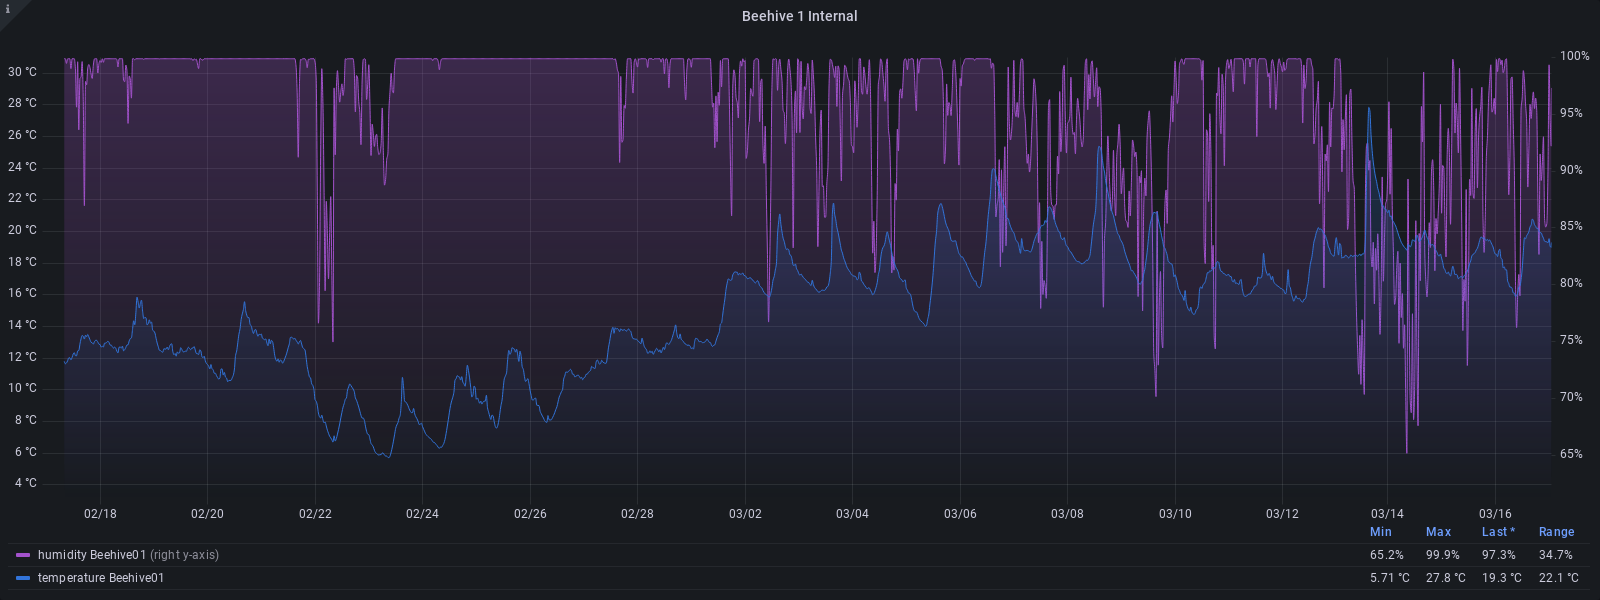 i
Beehive 1 Internal
30 °C
28 °C
26 °C
24 °C
22 °C
20 °C
18 °C
16 °C
14 °C
12 °C
10 °C
8 °C
6 °C
4 °C
100%
95%
90%
85%
80%
75%
70%
65%
02/18 02/20 02/22 02/24 02/26 02/28 03/02 03/04 03/06 03/08 03/10 03/12 03/14 03/16
Min Max Last * Range
humidity Beehive01 (right y-axis) 65.2% 99.9% 97.3% 34.7%
temperature Beehive01 5.71 °C 27.8 °C 19.3 °C 22.1 °C